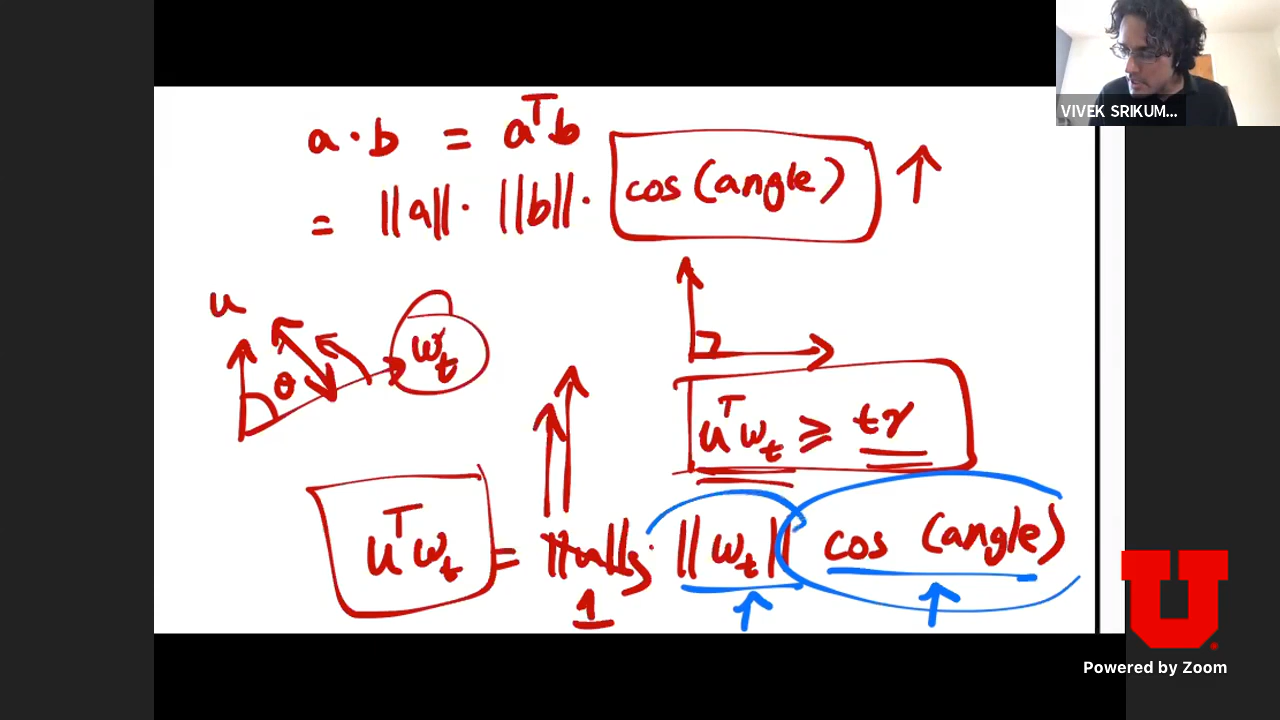 VIVEK SRIKUM...
a · b = aᵀb
= ||a|| · ||b|| · cos(angle) ↑
u
θ
wₜ
uᵀwₜ ≥ tγ
uᵀwₜ = ||u|| · ||wₜ|| cos (angle)
1
U
Powered by Zoom